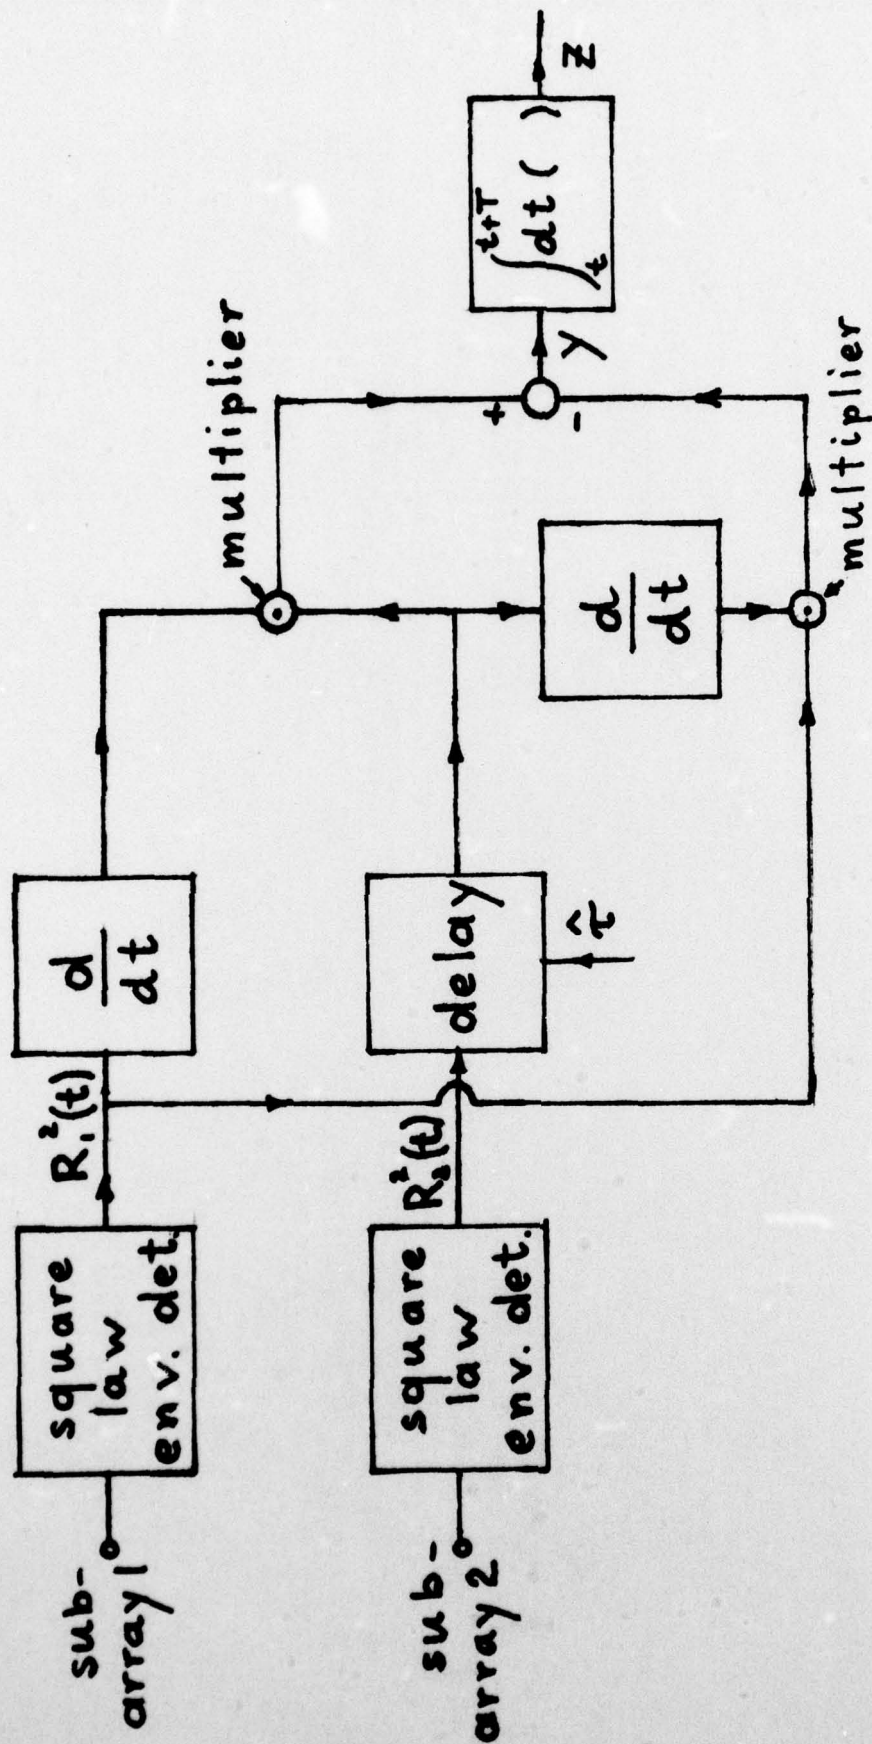 sub-
array 1
square
law
env. det.
R₁²(t)
d
dt
multiplier
sub-
array 2
square
law
env. det.
R₂²(t)
delay
τ̂
d
dt
multiplier
+
-
y
∫ₜᵗ⁺ᵀ dt ( )
z